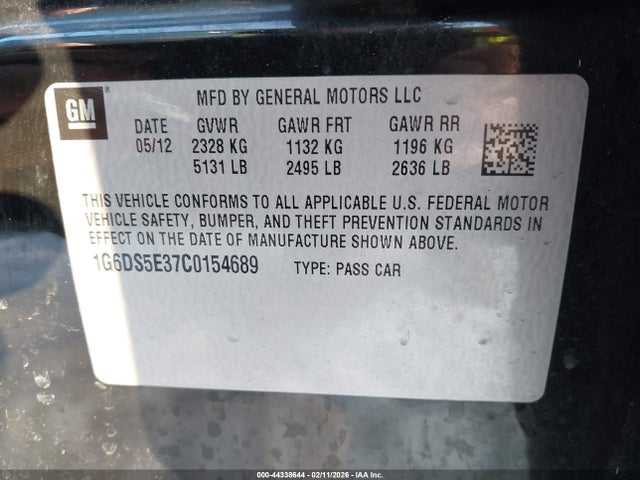 GM
MFD BY GENERAL MOTORS LLC
DATE GVWR GAWR FRT GAWR RR
05/12 2328 KG 1132 KG 1196 KG
5131 LB 2495 LB 2636 LB
THIS VEHICLE CONFORMS TO ALL APPLICABLE U.S. FEDERAL MOTOR
VEHICLE SAFETY, BUMPER, AND THEFT PREVENTION STANDARDS IN
EFFECT ON THE DATE OF MANUFACTURE SHOWN ABOVE.
1G6DS5E37C0154689 TYPE: PASS CAR
000-44338644 - 02/11/2026 - IAA Inc.